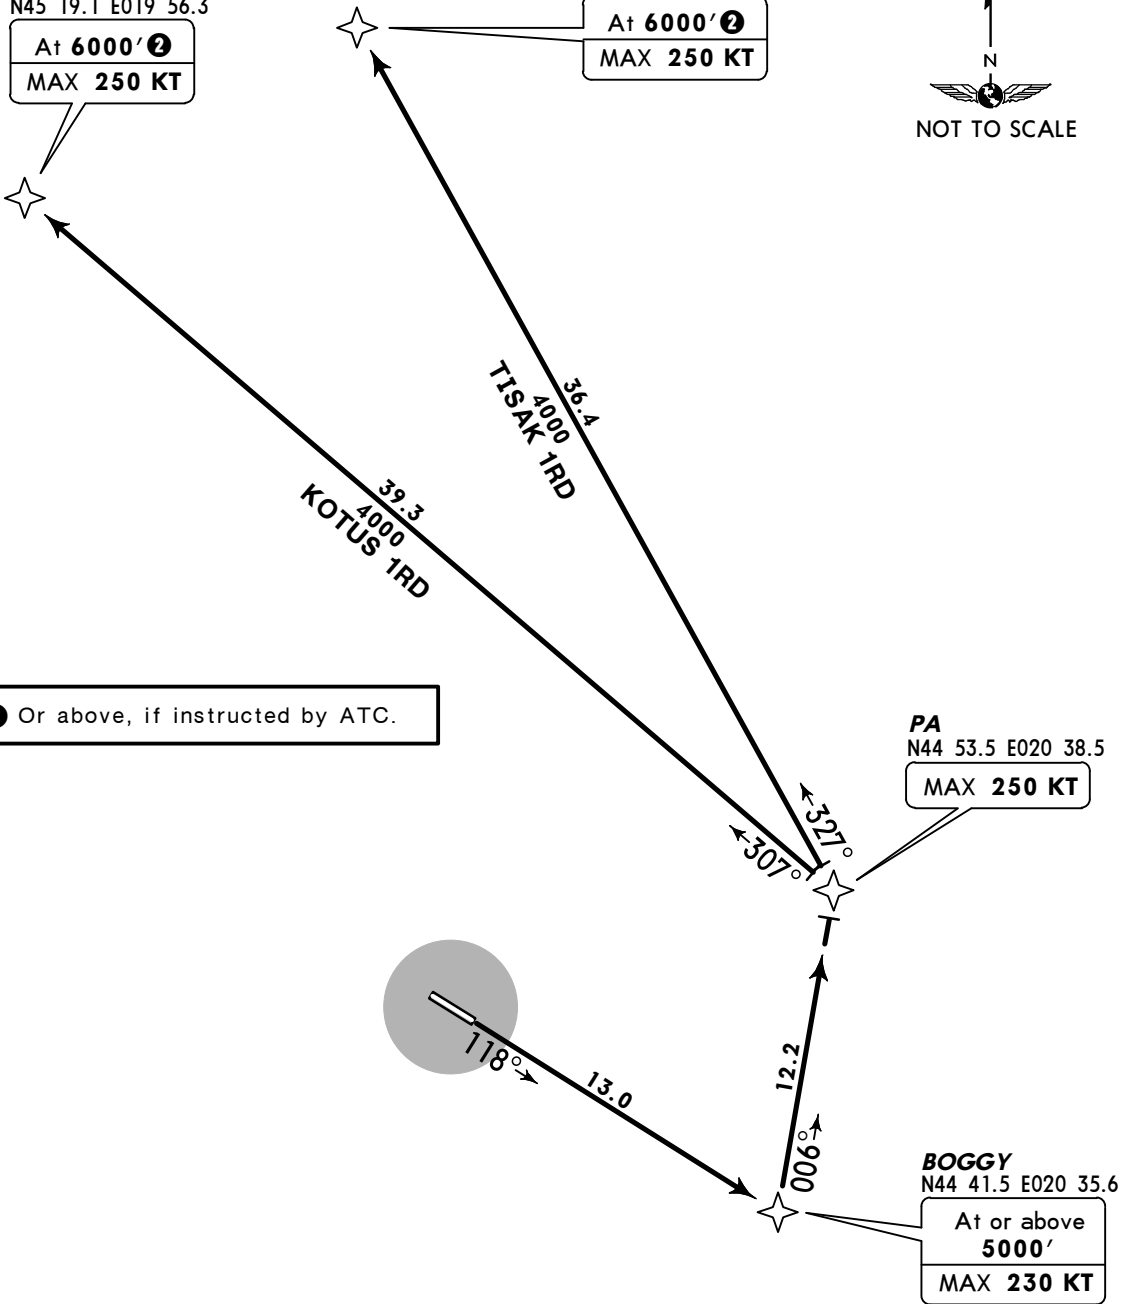 N45 19.1 E019 56.3
At 6000' ❷
MAX 250 KT
At 6000' ❷
MAX 250 KT
N
NOT TO SCALE
36.4
4000
TISAK 1RD
39.3
4000
KOTUS 1RD
Or above, if instructed by ATC.
PA
N44 53.5 E020 38.5
MAX 250 KT
327°
307°
118°
13.0
12.2
006°
BOGGY
N44 41.5 E020 35.6
At or above
5000'
MAX 230 KT